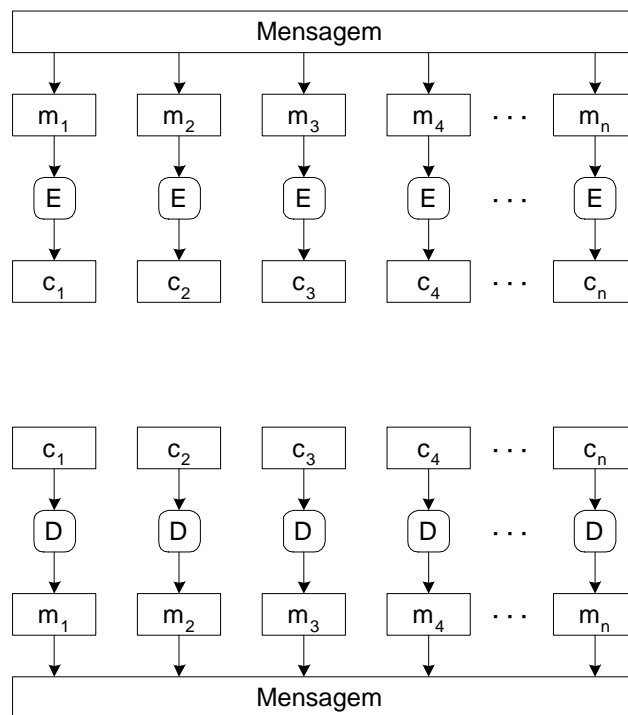 Mensagem
m1 m2 m3 m4 . . . mn
E E E E . . . E
c1 c2 c3 c4 . . . cn
c1 c2 c3 c4 . . . cn
D D D D . . . D
m1 m2 m3 m4 . . . mn
Mensagem